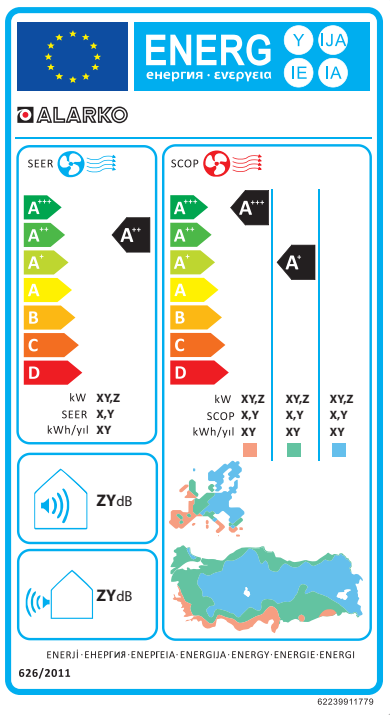 ENERG
енергия · ενεργεια
Y IJA
IE IA
ALARKO
SEER
A+++
A++
A+
A
B
C
D
A++
kW XY,Z
SEER X,Y
kWh/yıl XY
SCOP
A+++
A++
A+
A
B
C
D
A+++
A+
kW XY,Z XY,Z XY,Z
SCOP X,Y X,Y X,Y
kWh/yıl XY XY XY
ZYdB
ZYdB
ENERJİ·ЕНЕРГИЯ·ΕΝΕΡΓΕΙΑ·ENERGIJA·ENERGY·ENERGIE·ENERGI
626/2011
62239911779